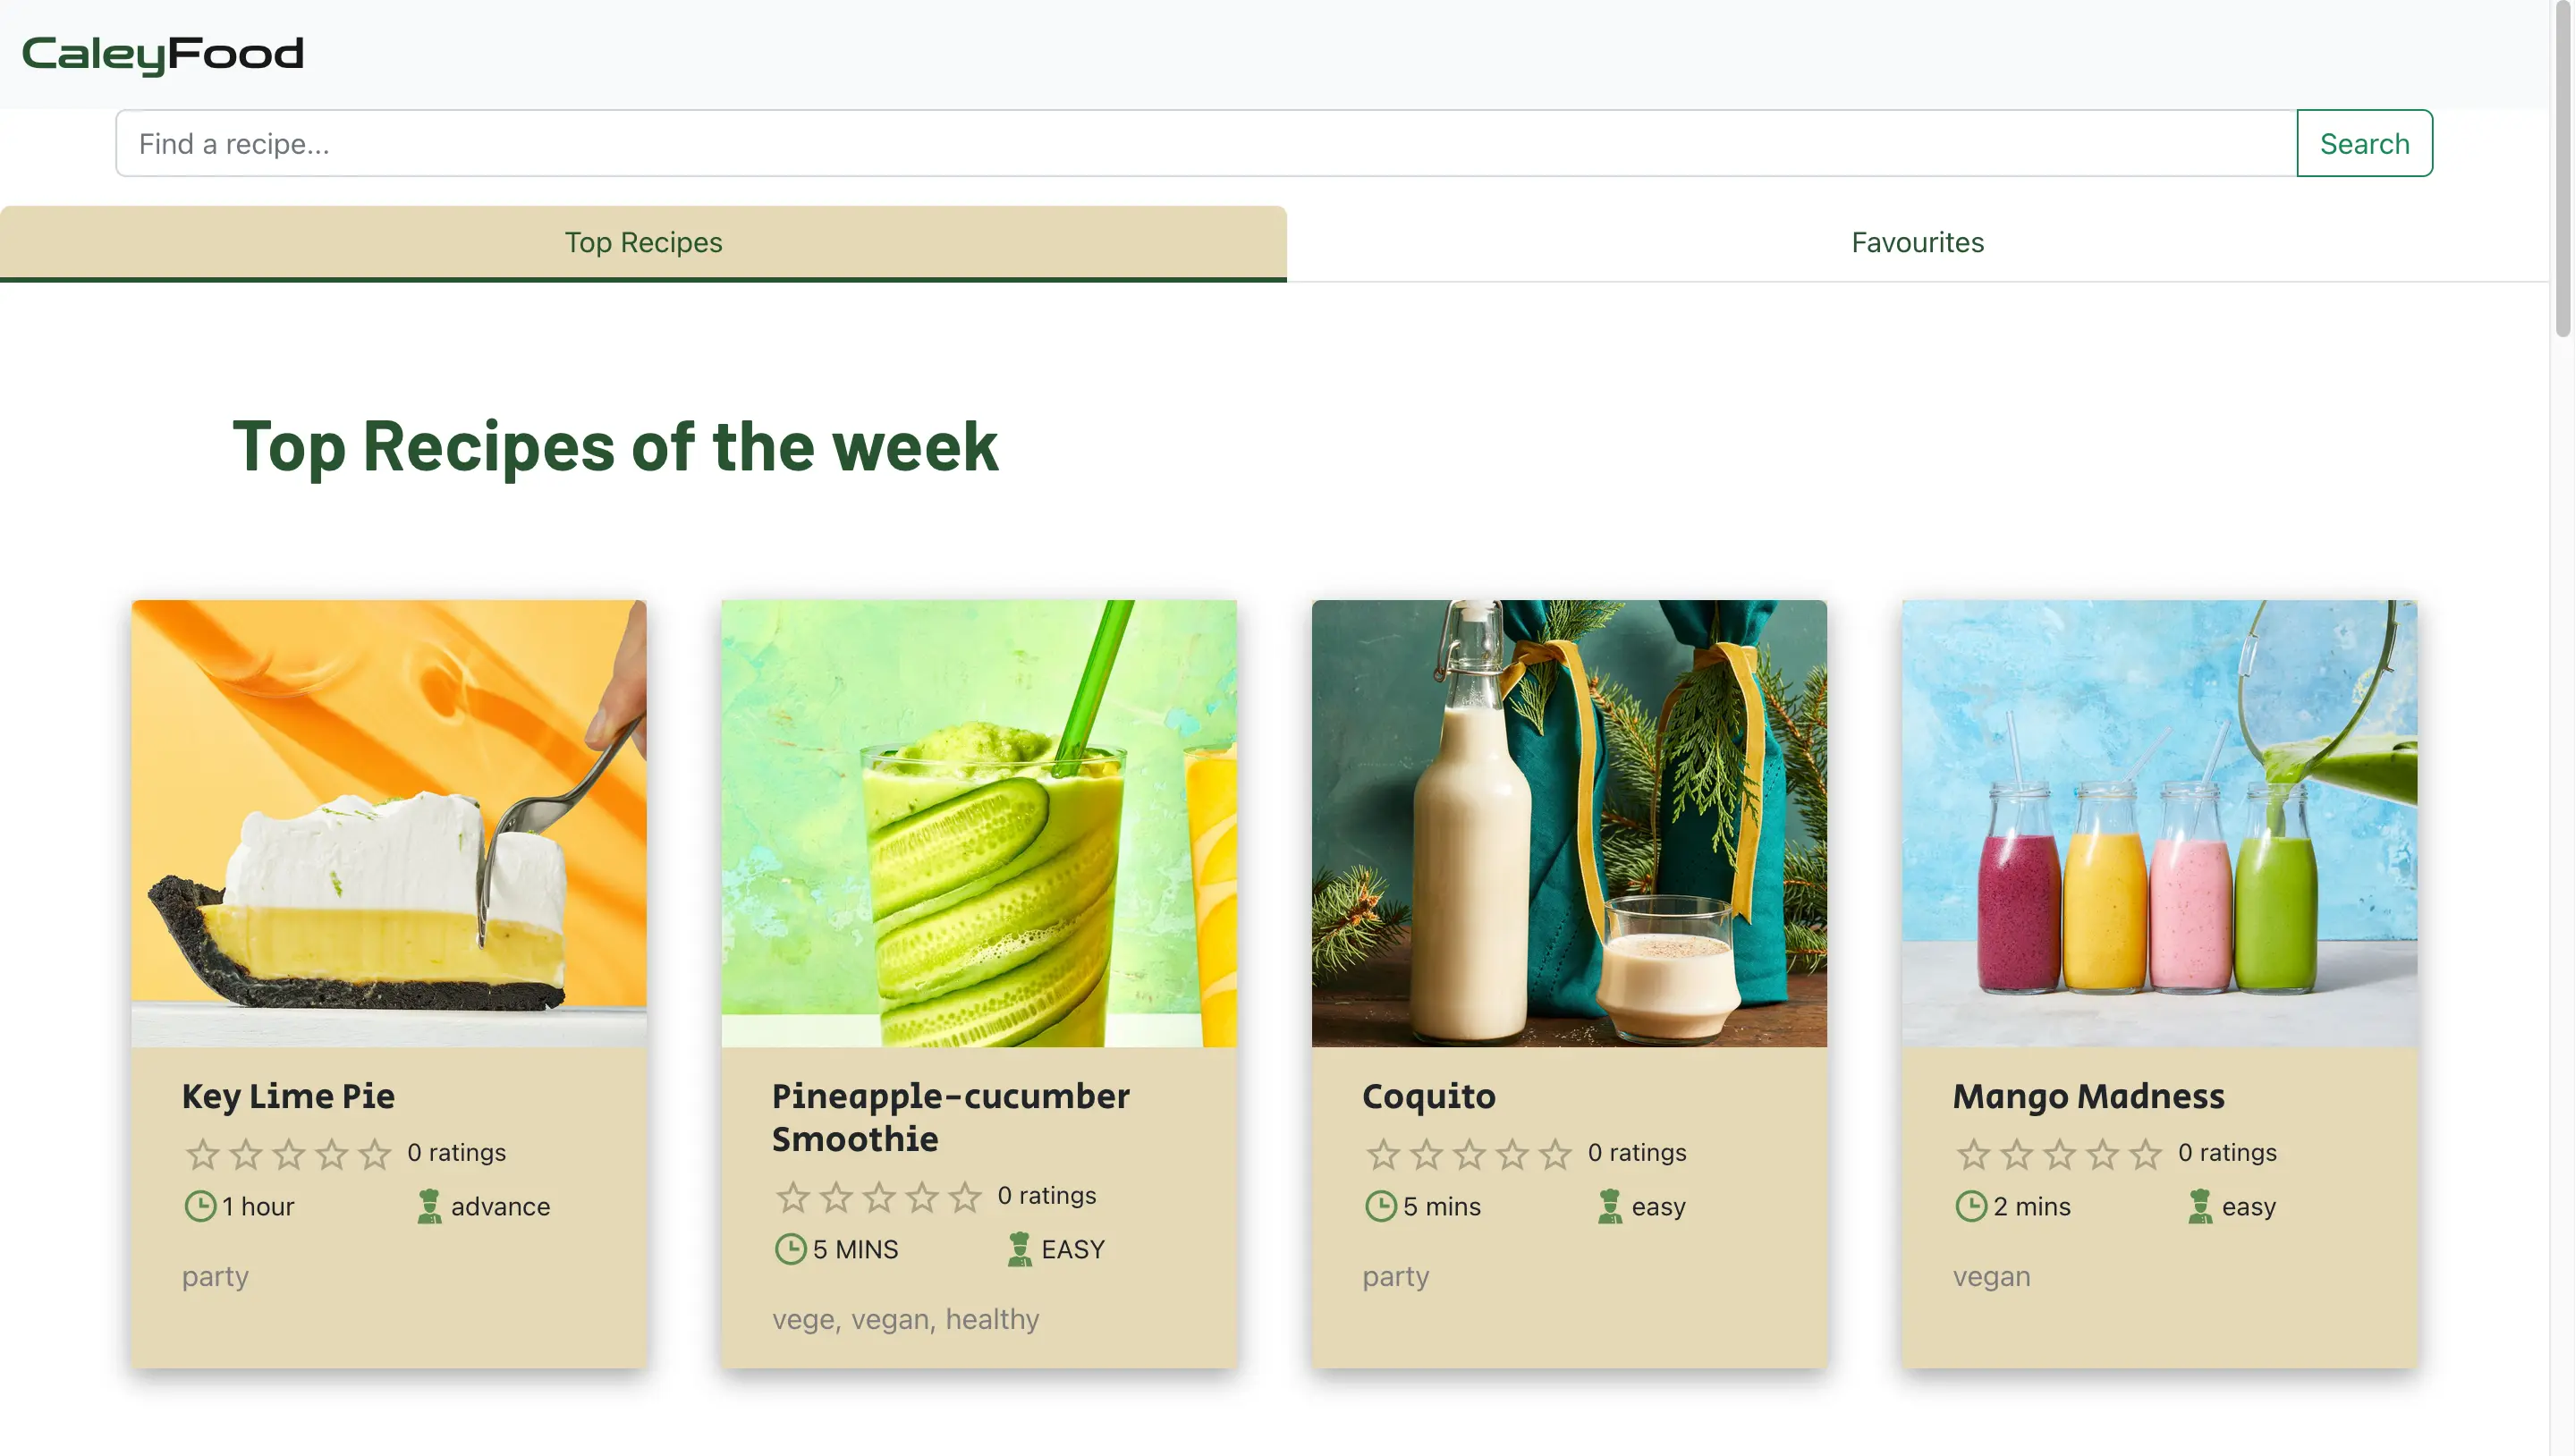 CaleyFood
Find a recipe...
Search
Top Recipes
Favourites
Top Recipes of the week
Key Lime Pie
0 ratings
1 hour
advance
party
Pineapple-cucumber
Smoothie
0 ratings
5 MINS
EASY
vege, vegan, healthy
Coquito
0 ratings
5 mins
easy
party
Mango Madness
0 ratings
2 mins
easy
vegan